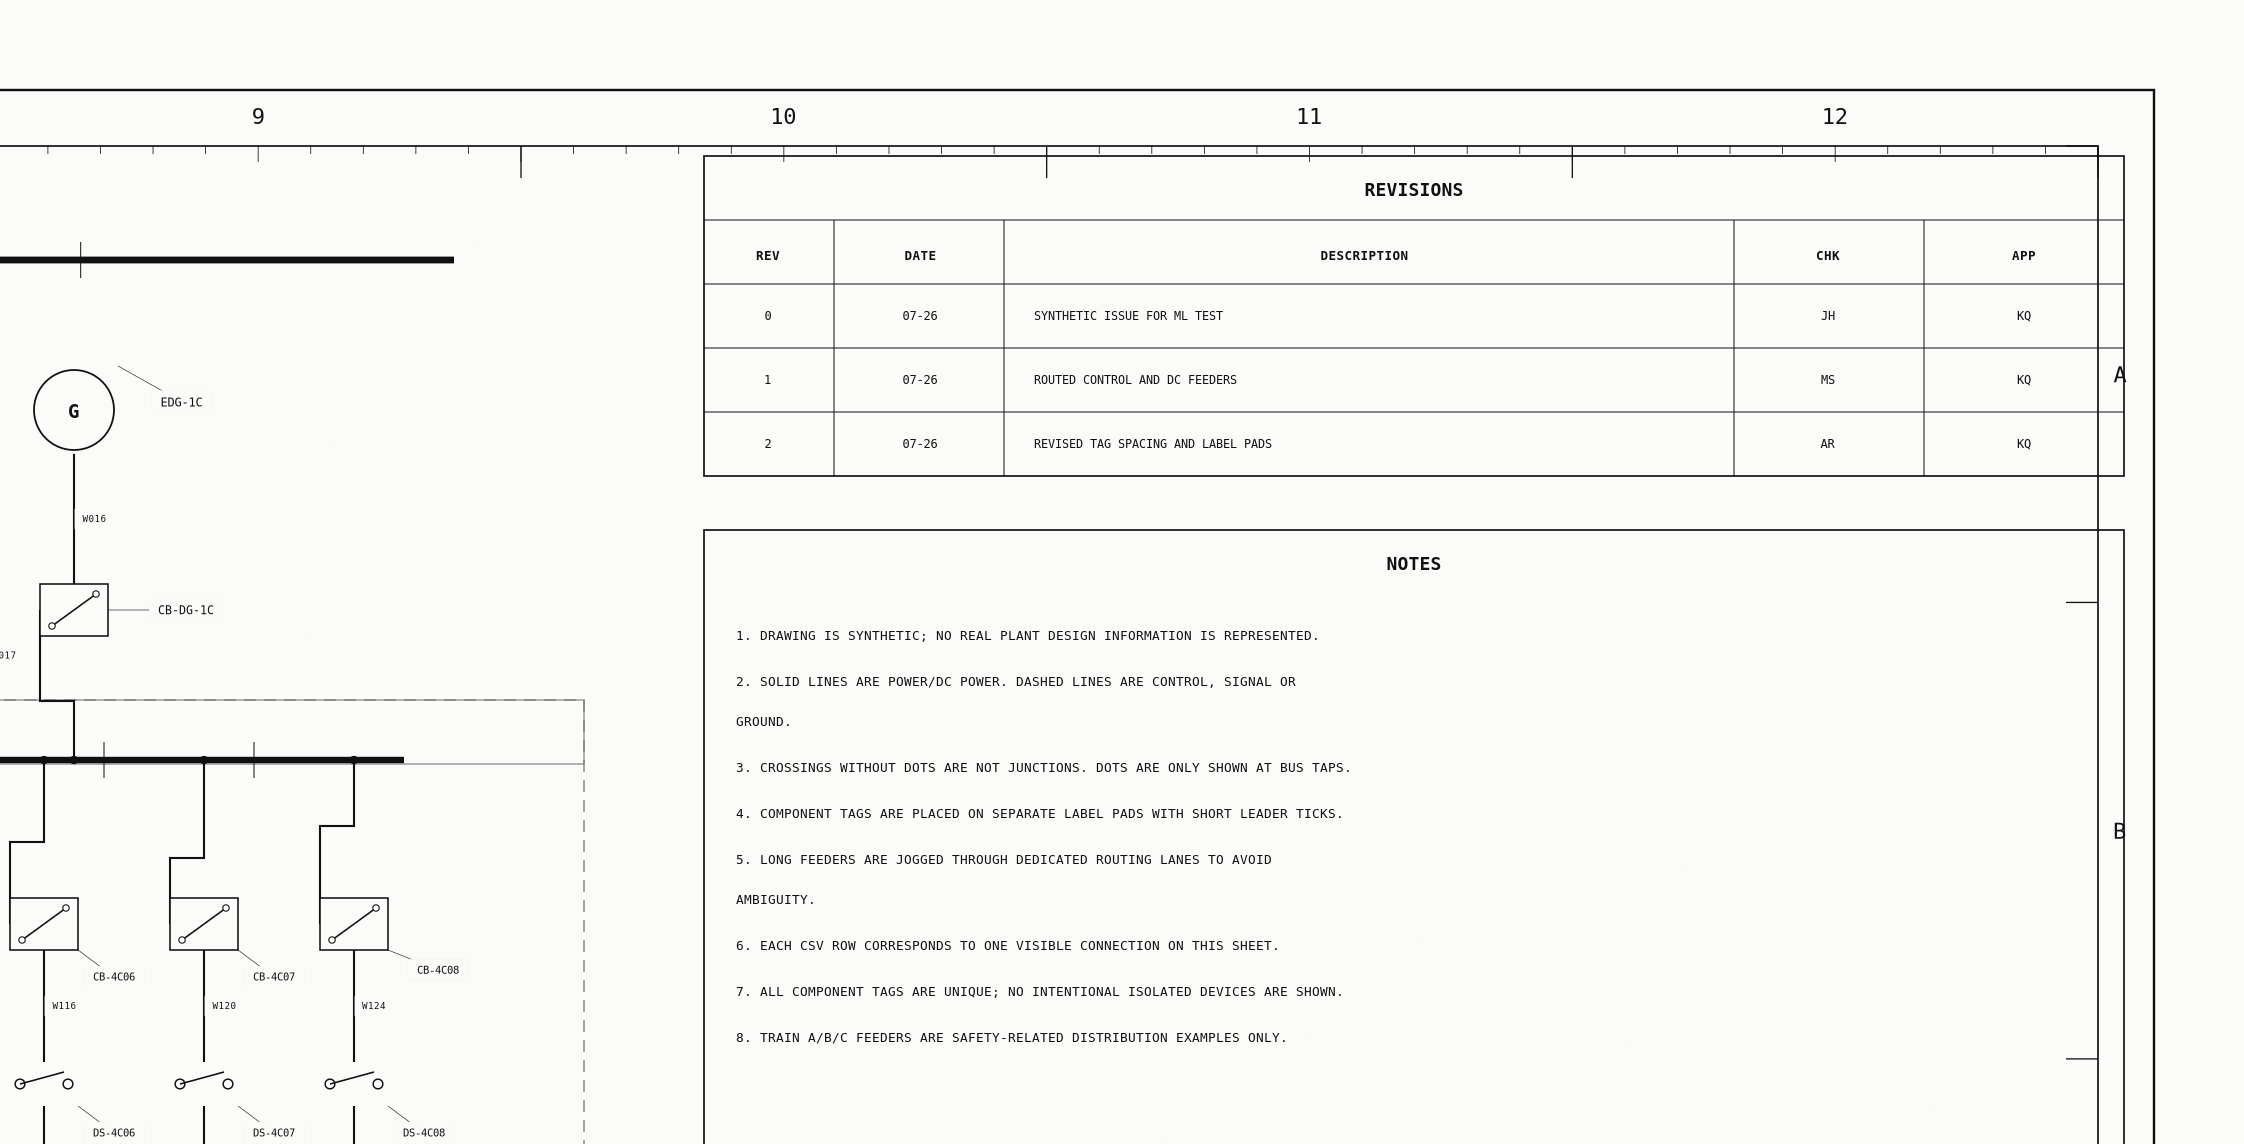 9 10 11 12
REVISIONS
REV DATE DESCRIPTION CHK APP
0 07-26 SYNTHETIC ISSUE FOR ML TEST JH KQ
1 07-26 ROUTED CONTROL AND DC FEEDERS MS KQ
A
2 07-26 REVISED TAG SPACING AND LABEL PADS AR KQ
G
EDG-1C
W016
CB-DG-1C
017
NOTES
1. DRAWING IS SYNTHETIC; NO REAL PLANT DESIGN INFORMATION IS REPRESENTED.
2. SOLID LINES ARE POWER/DC POWER. DASHED LINES ARE CONTROL, SIGNAL OR
GROUND.
3. CROSSINGS WITHOUT DOTS ARE NOT JUNCTIONS. DOTS ARE ONLY SHOWN AT BUS TAPS.
4. COMPONENT TAGS ARE PLACED ON SEPARATE LABEL PADS WITH SHORT LEADER TICKS.
B
5. LONG FEEDERS ARE JOGGED THROUGH DEDICATED ROUTING LANES TO AVOID
AMBIGUITY.
6. EACH CSV ROW CORRESPONDS TO ONE VISIBLE CONNECTION ON THIS SHEET.
7. ALL COMPONENT TAGS ARE UNIQUE; NO INTENTIONAL ISOLATED DEVICES ARE SHOWN.
8. TRAIN A/B/C FEEDERS ARE SAFETY-RELATED DISTRIBUTION EXAMPLES ONLY.
CB-4C06 CB-4C07 CB-4C08
W116 W120 W124
DS-4C06 DS-4C07 DS-4C08